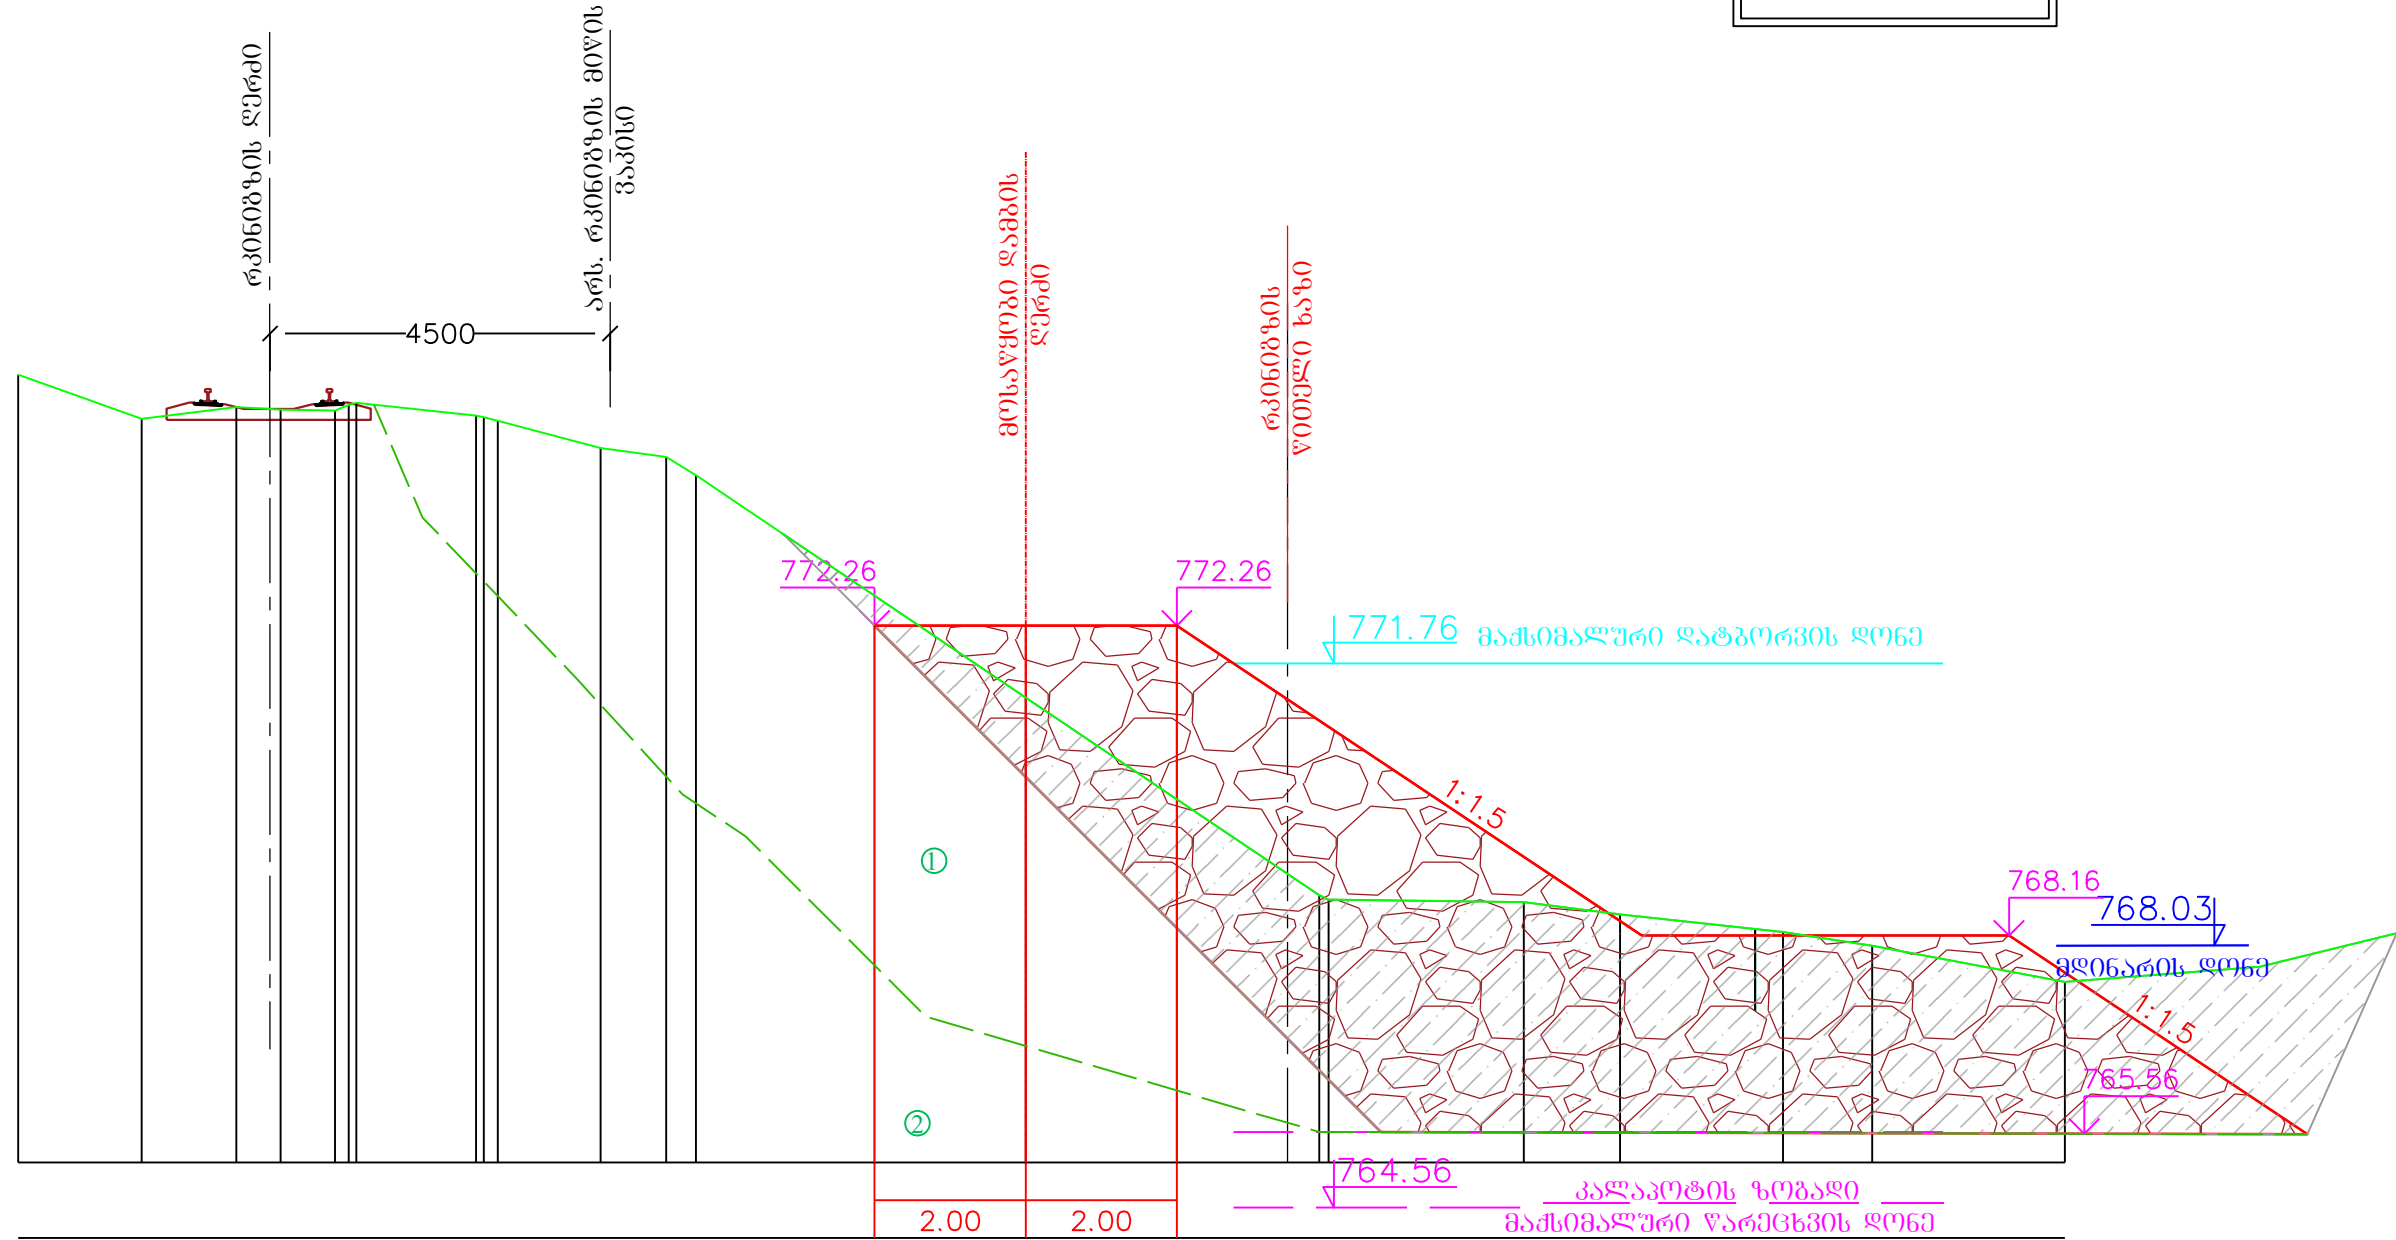 რკინიგზის ღერძი
არს. რკინიგზის მიწის
ვაკისი
4500
მოსაწყობი დამბის
ღერძი
რკინიგზის
წითელი ხაზი
772.26
772.26
771.76
მაქსიმალური დატბორვის დონე
1:1.5
①
768.16
768.03
მდინარის დონე
1:1.5
765.56
②
764.56
კალაპოტის ზოგადი
მაქსიმალური წარეცხვის დონე
2.00
2.00